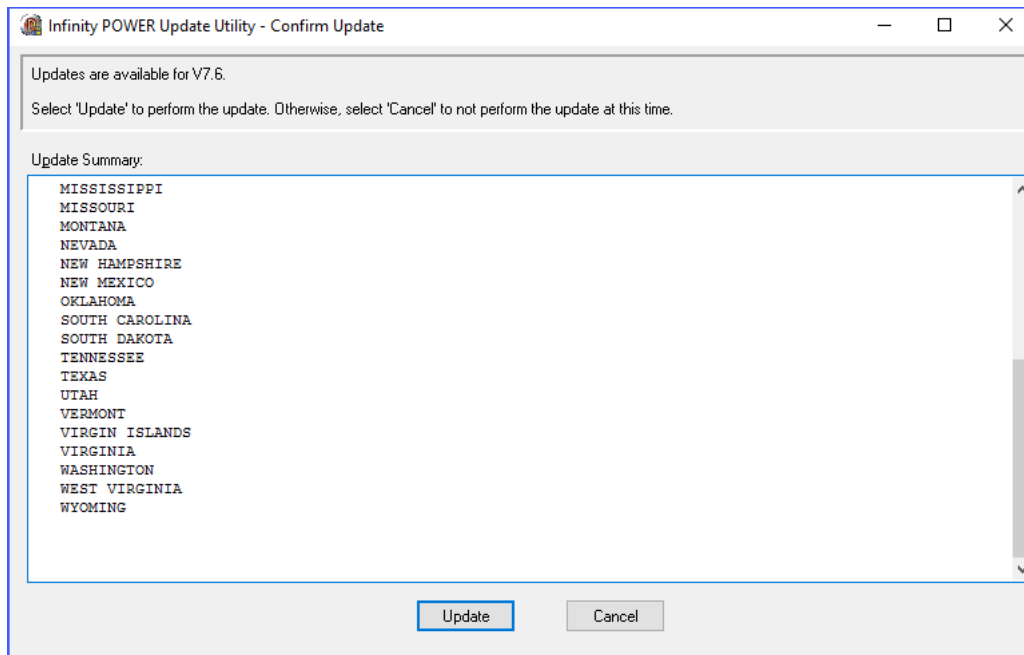 Infinity POWER Update Utility - Confirm Update
Updates are available for V7.6.
Select 'Update' to perform the update. Otherwise, select 'Cancel' to not perform the update at this time.
Update Summary:
MISSISSIPPI
MISSOURI
MONTANA
NEVADA
NEW HAMPSHIRE
NEW MEXICO
OKLAHOMA
SOUTH CAROLINA
SOUTH DAKOTA
TENNESSEE
TEXAS
UTAH
VERMONT
VIRGIN ISLANDS
VIRGINIA
WASHINGTON
WEST VIRGINIA
WYOMING
Update Cancel